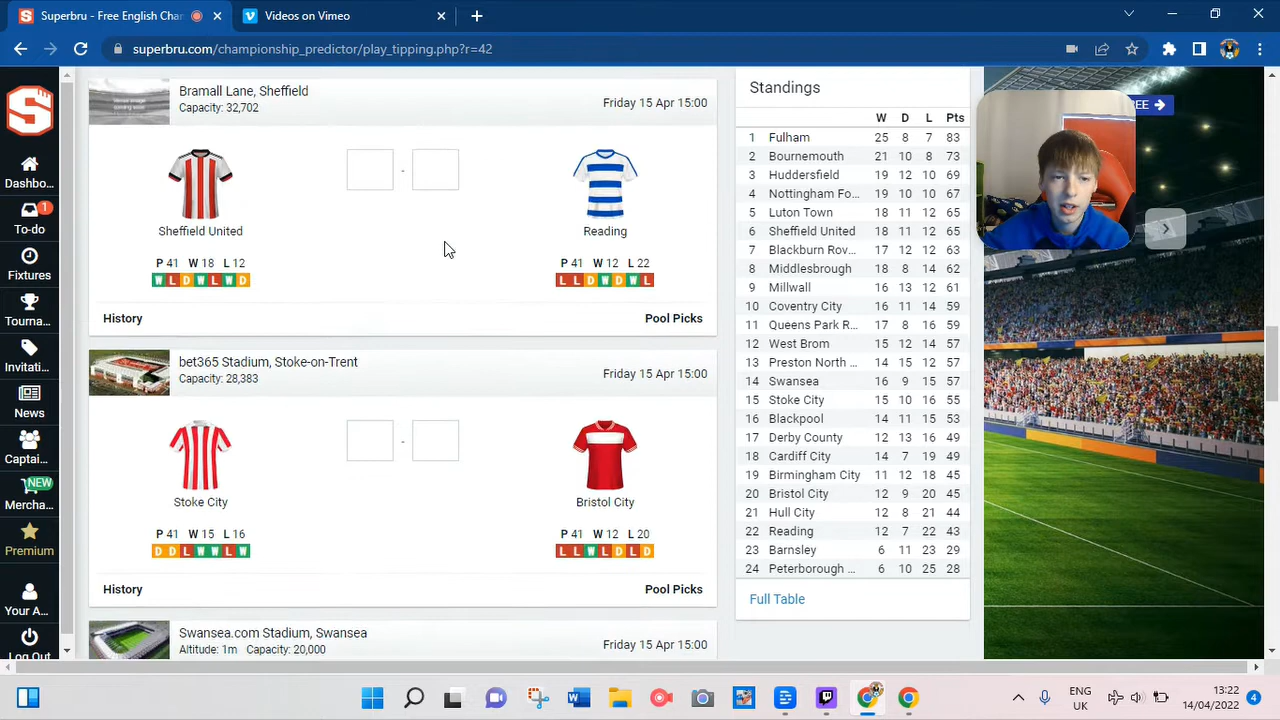 Superbru - Free English Cha
Videos on Vimeo
superbru.com/championship_predictor/play_tipping.php?r=42
Dashbo...
1
To-do
Fixtures
Tourna...
Invitati...
News
Captai...
NEW
Mercha...
Premium
Your A...
Log Out
Bramall Lane, Sheffield
Capacity: 32,702
Friday 15 Apr 15:00
-
Sheffield United
Reading
P 41 W 18 L 12
P 41 W 12 L 22
W L D W L W D
L L D W D W L
History
Pool Picks
bet365 Stadium, Stoke-on-Trent
Capacity: 28,383
Friday 15 Apr 15:00
-
Stoke City
Bristol City
P 41 W 15 L 16
P 41 W 12 L 20
D D L W W L W
L L W L D L D
History
Pool Picks
Swansea.com Stadium, Swansea
Altitude: 1m Capacity: 20,000
Friday 15 Apr 15:00
Standings
W D L Pts
1 Fulham 25 8 7 83
2 Bournemouth 21 10 8 73
3 Huddersfield 19 12 10 69
4 Nottingham Fo... 19 10 10 67
5 Luton Town 18 11 12 65
6 Sheffield United 18 11 12 65
7 Blackburn Rov... 17 12 12 63
8 Middlesbrough 18 8 14 62
9 Millwall 16 13 12 61
10 Coventry City 16 11 14 59
11 Queens Park R... 17 8 16 59
12 West Brom 15 12 14 57
13 Preston North ... 14 15 12 57
14 Swansea 16 9 15 57
15 Stoke City 15 10 16 55
16 Blackpool 14 11 15 53
17 Derby County 12 13 16 49
18 Cardiff City 14 7 19 49
19 Birmingham City 11 12 18 45
20 Bristol City 12 9 20 45
21 Hull City 12 8 21 44
22 Reading 12 7 22 43
23 Barnsley 6 11 23 29
24 Peterborough ... 6 10 25 28
Full Table
EE →
ENG
UK
13:22
14/04/2022
4